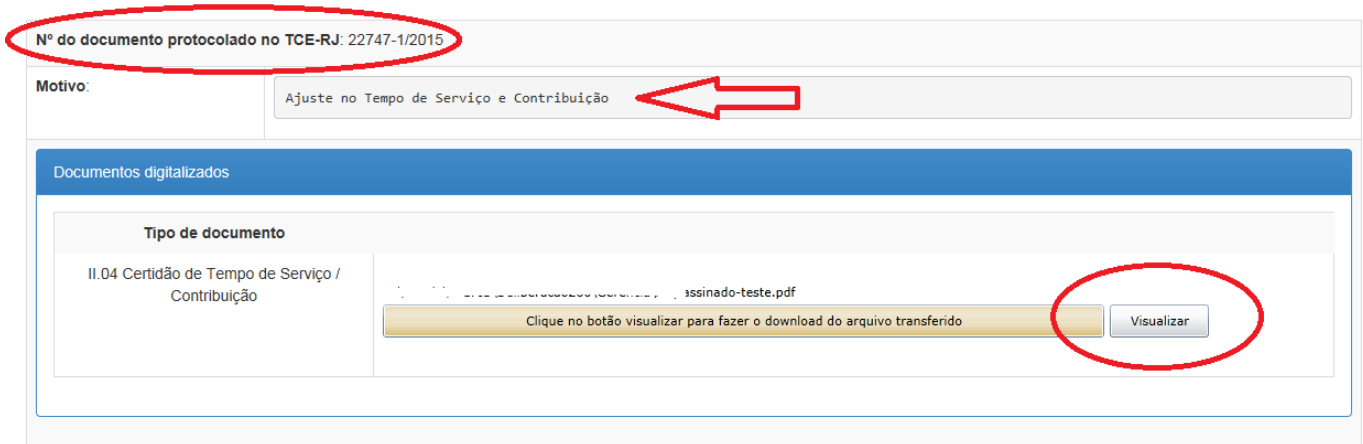 Nº do documento protocolado no TCE-RJ: 22747-1/2015
Motivo:
Ajuste no Tempo de Serviço e Contribuição
Documentos digitalizados
Tipo de documento
II.04 Certidão de Tempo de Serviço /
Contribuição
assinado-teste.pdf
Clique no botão visualizar para fazer o download do arquivo transferido
Visualizar